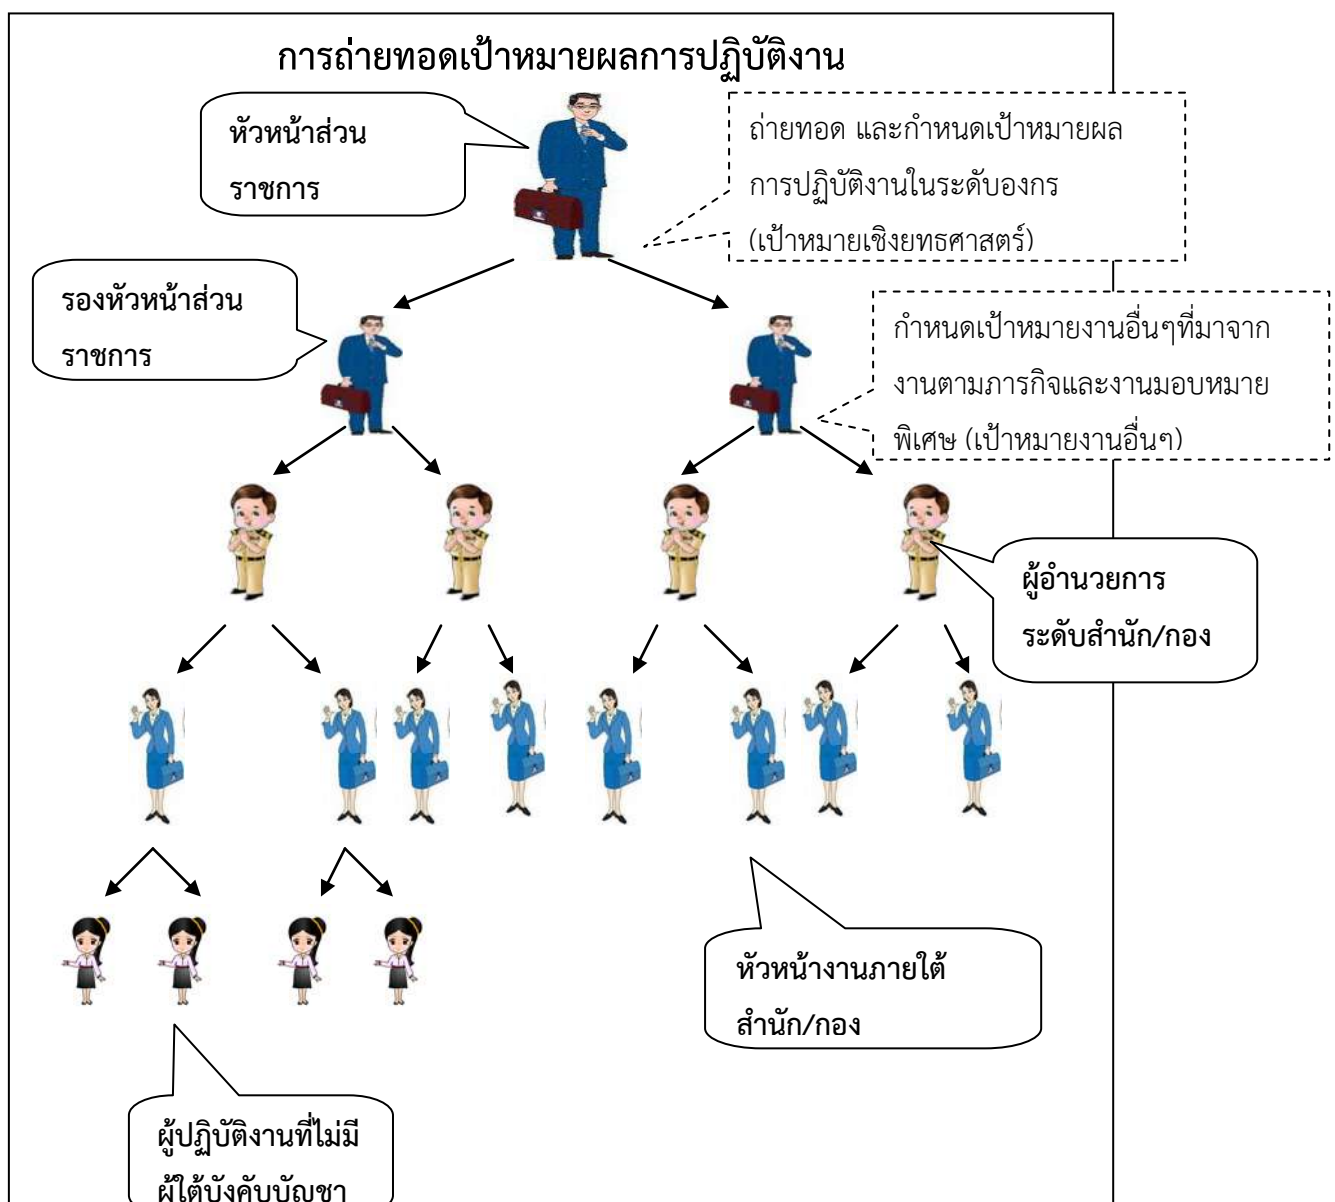 การถ่ายทอดเป้าหมายผลการปฏิบัติงาน
หัวหน้าส่วน
ราชการ
ถ่ายทอด และกำหนดเป้าหมายผล
การปฏิบัติงานในระดับองกร
(เป้าหมายเชิงยทธศาสตร์)
รองหัวหน้าส่วน
ราชการ
กำหนดเป้าหมายงานอื่นๆที่มาจาก
งานตามภารกิจและงานมอบหมาย
พิเศษ (เป้าหมายงานอื่นๆ)
ผู้อำนวยการ
ระดับสำนัก/กอง
หัวหน้างานภายใต้
สำนัก/กอง
ผู้ปฏิบัติงานที่ไม่มี
ผู้ใต้บังคับบัญชา